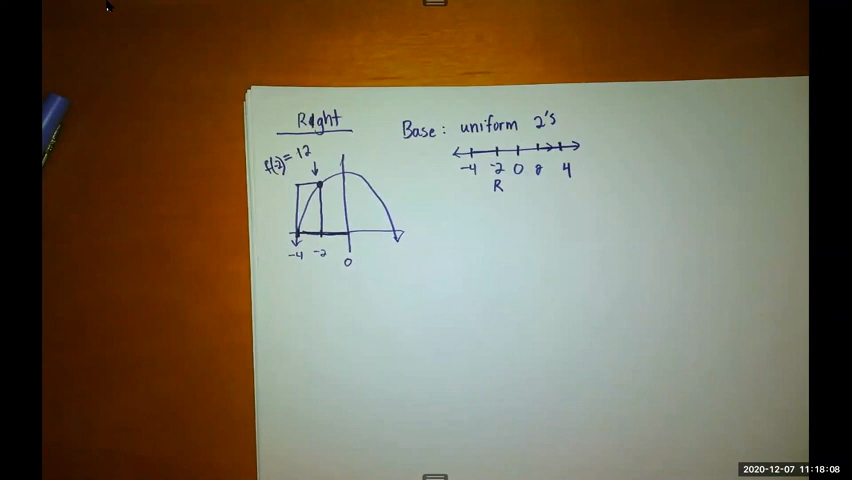 Right
Base: uniform 2's
f(-2) = 12
-4 -2 0 2 4
R
-4 -2 0
2020-12-07 11:18:08